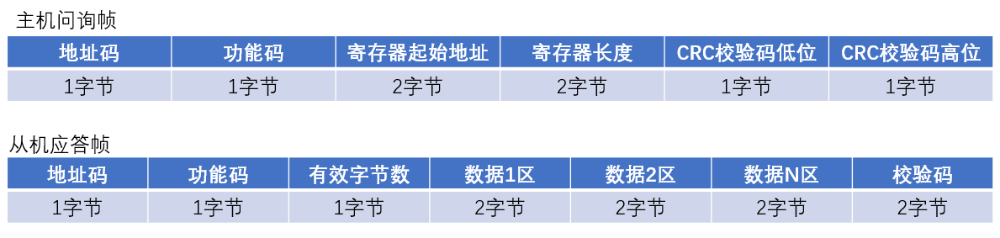 主机问询帧
地址码 功能码 寄存器起始地址 寄存器长度 CRC校验码低位 CRC校验码高位
1字节 1字节 2字节 2字节 1字节 1字节
从机应答帧
地址码 功能码 有效字节数 数据1区 数据2区 数据N区 校验码
1字节 1字节 1字节 2字节 2字节 2字节 2字节